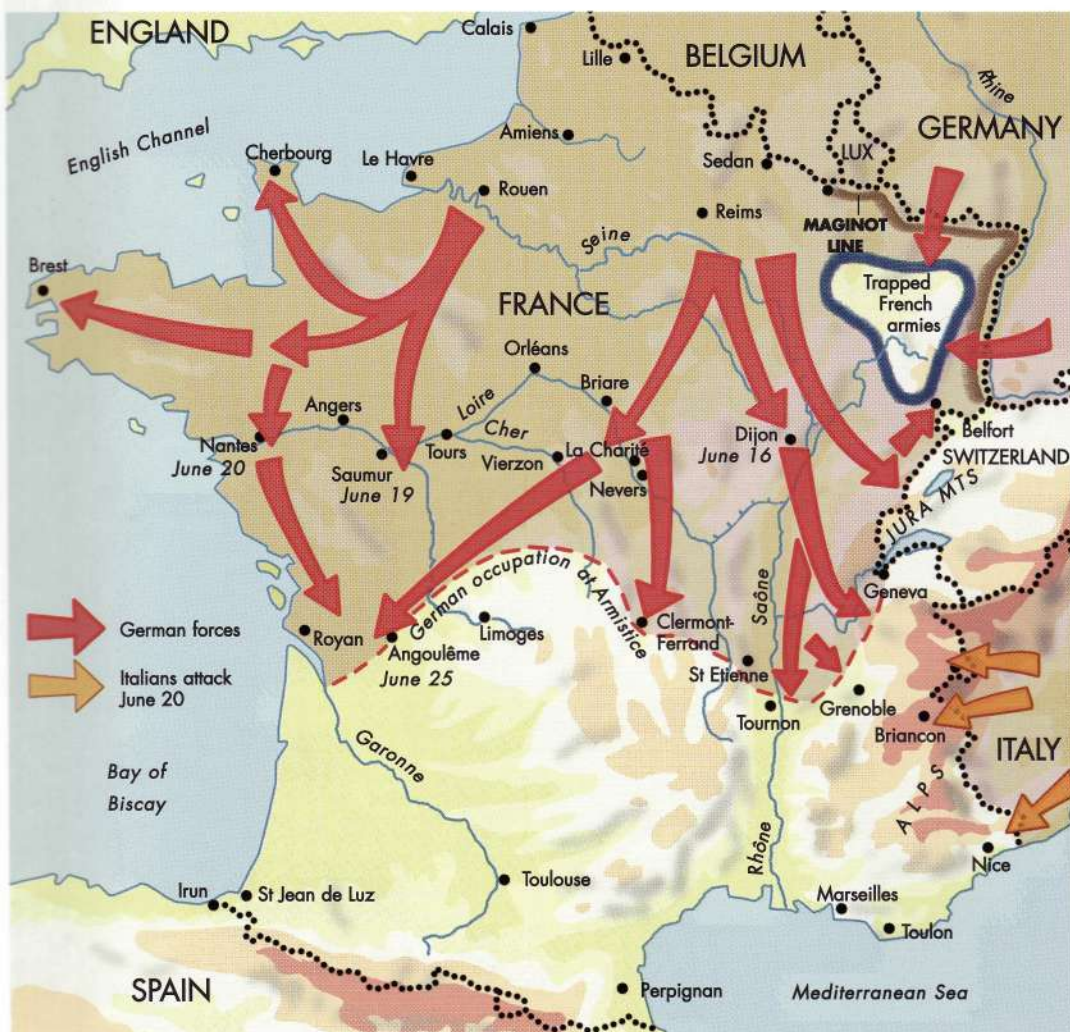 ENGLAND
Calais
Lille
BELGIUM
Rhine
English Channel
Amiens
GERMANY
Cherbourg
Le Havre
Sedan
LUX
Rouen
Reims
MAGINOT
LINE
Seine
Brest
Trapped
French
armies
FRANCE
Orléans
Briare
Loire
Angers
Cher
Belfort
Nantes
June 20
Tours
Vierzon
La Charité
Dijon
June 16
SWITZERLAND
Saumur
June 19
Nevers
JURA MTS
German occupation at Armistice
Saône
Geneva
German forces
Royan
Angoulême
June 25
Limoges
Clermont-
Ferrand
Italians attack
June 20
St Etienne
Tournon
Grenoble
Briancon
ITALY
Garonne
ALPS
Bay of
Biscay
Rhône
Nice
Irun
St Jean de Luz
Toulouse
Marseilles
Toulon
SPAIN
Perpignan
Mediterranean Sea